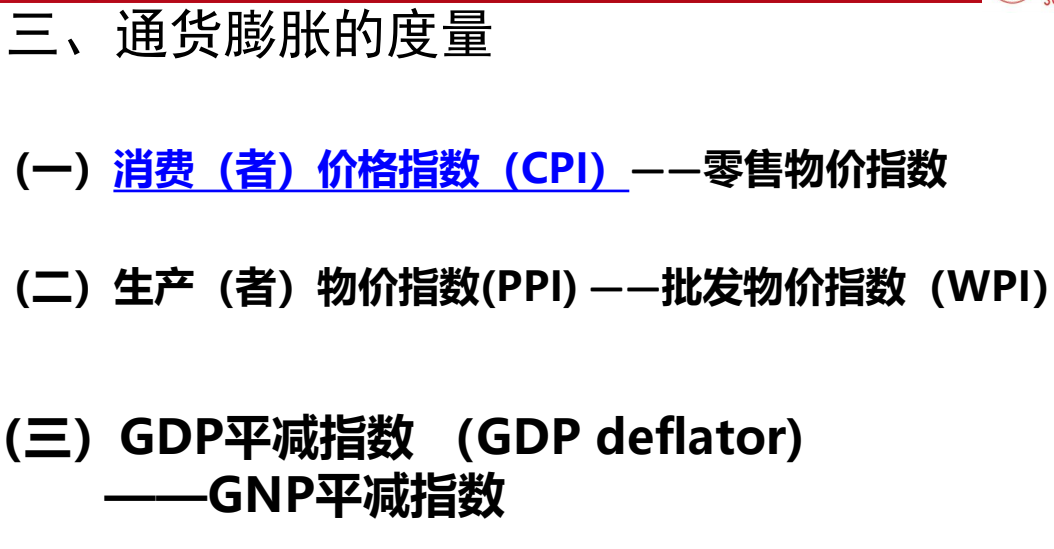 三、通货膨胀的度量
（一）消费（者）价格指数（CPI）——零售物价指数
（二）生产（者）物价指数(PPI) ——批发物价指数（WPI）
（三）GDP平减指数 （GDP deflator)
——GNP平减指数